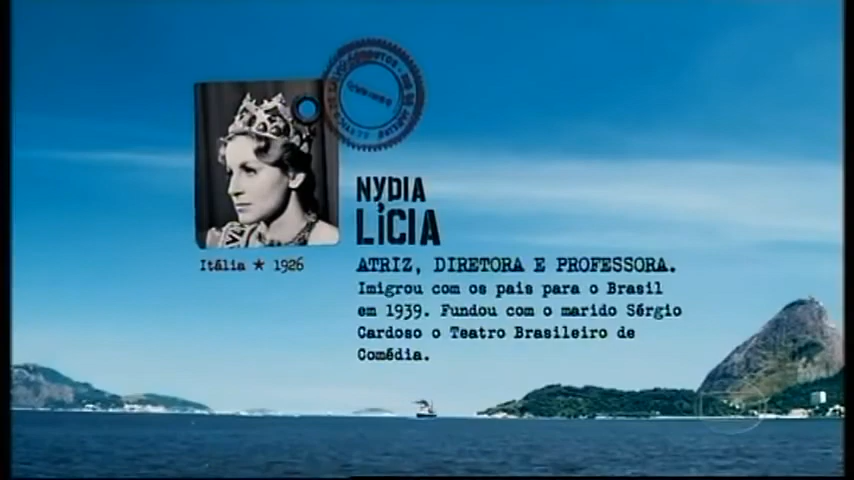 NYDIA
LÍCIA
Itália ★ 1926
ATRIZ, DIRETORA E PROFESSORA.
Imigrou com os pais para o Brasil
em 1939. Fundou com o marido Sérgio
Cardoso o Teatro Brasileiro de
Comédia.